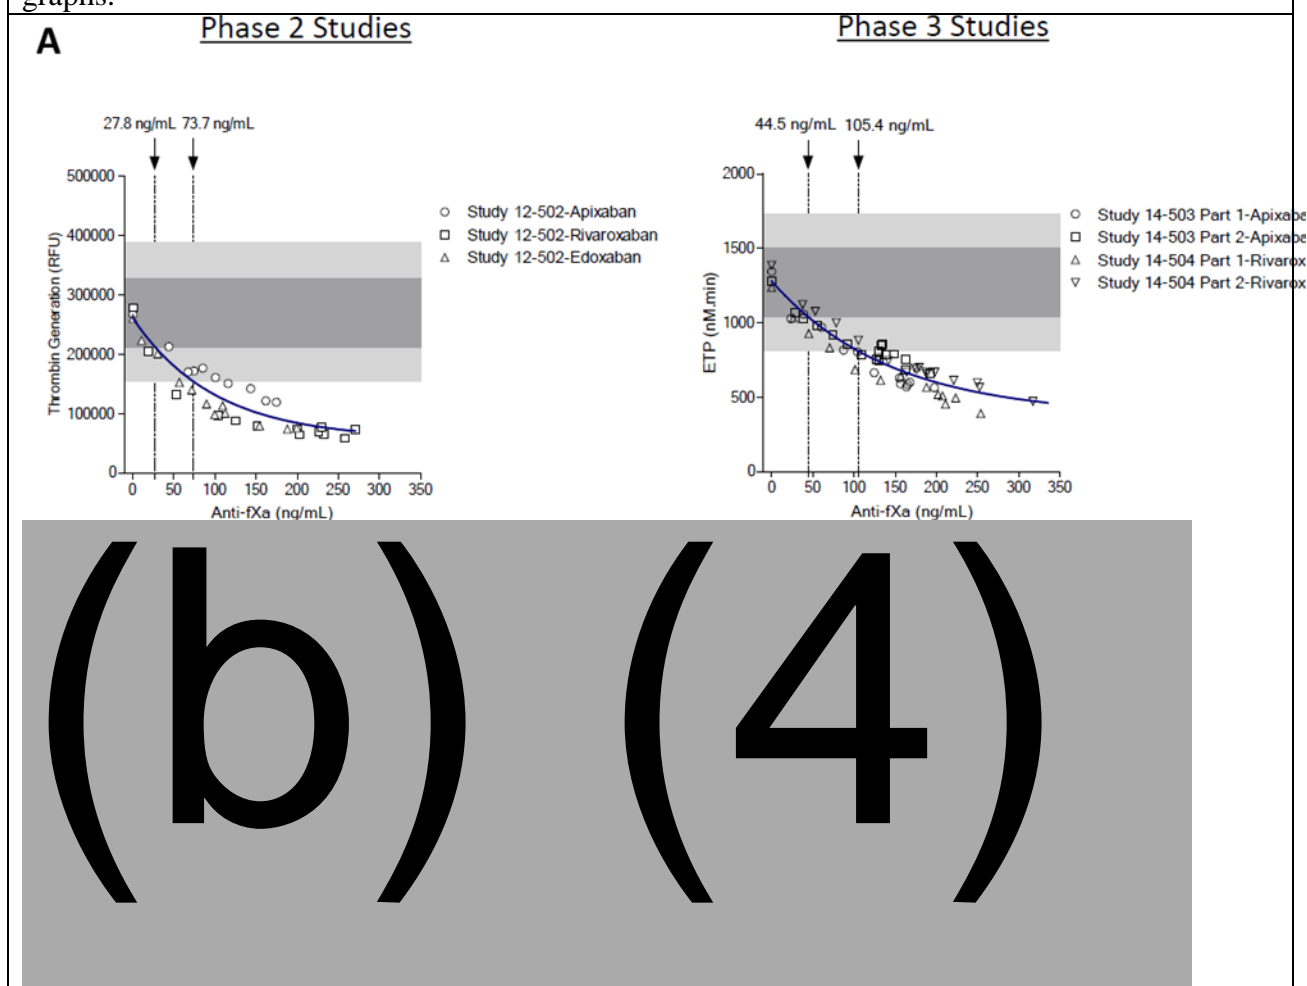 graphs.
A
Phase 2 Studies
Phase 3 Studies
27.8 ng/mL 73.7 ng/mL
500000
400000
300000
200000
100000
0
Thrombin Generation (RFU)
0 50 100 150 200 250 300 350
Anti-fXa (ng/mL)
Study 12-502-Apixaban
Study 12-502-Rivaroxaban
Study 12-502-Edoxaban
44.5 ng/mL 105.4 ng/mL
2000
1500
1000
500
0
ETP (nM.min)
0 50 100 150 200 250 300 350
Anti-fXa (ng/mL)
Study 14-503 Part 1-Apixaba
Study 14-503 Part 2-Apixaba
Study 14-504 Part 1-Rivarox
Study 14-504 Part 2-Rivarox
(b) (4)